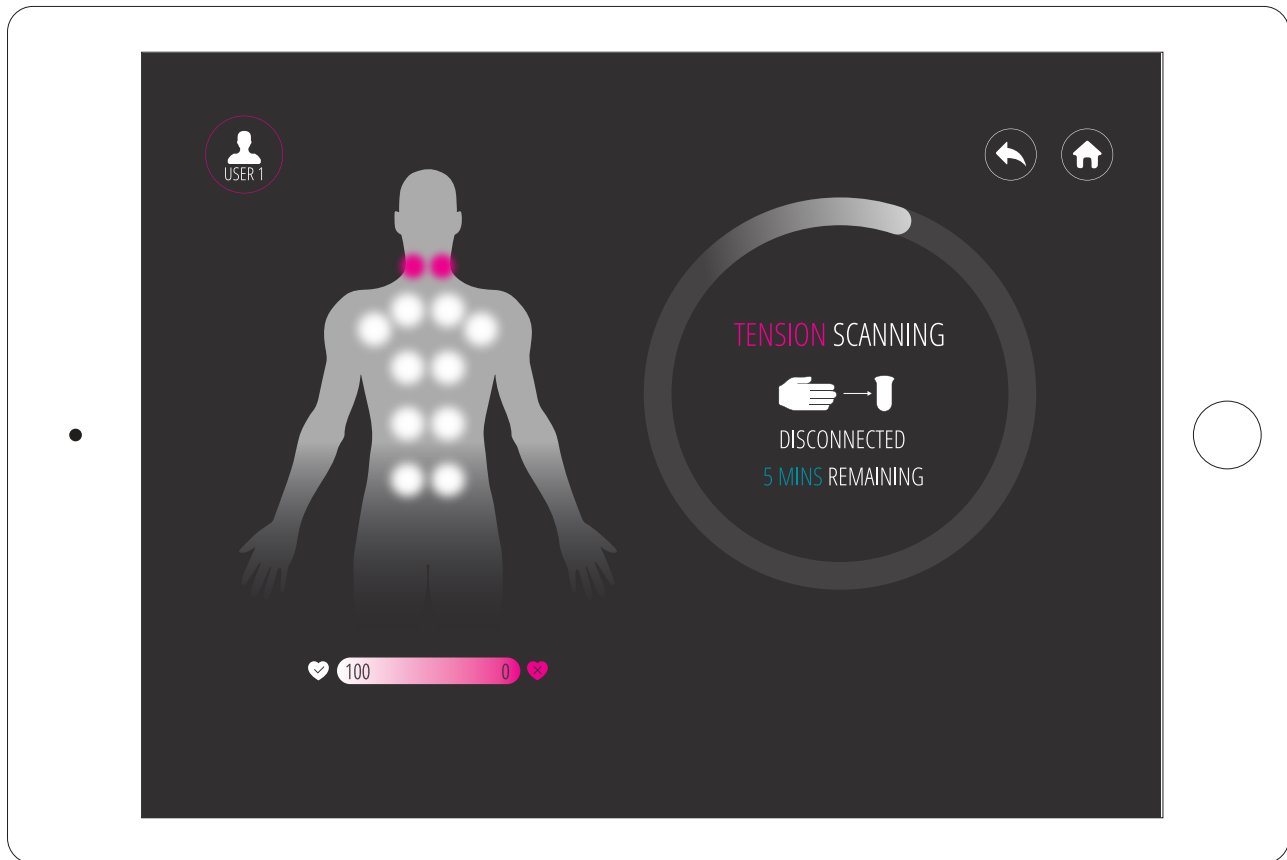 USER 1
TENSION SCANNING
DISCONNECTED
5 MINS REMAINING
100 0